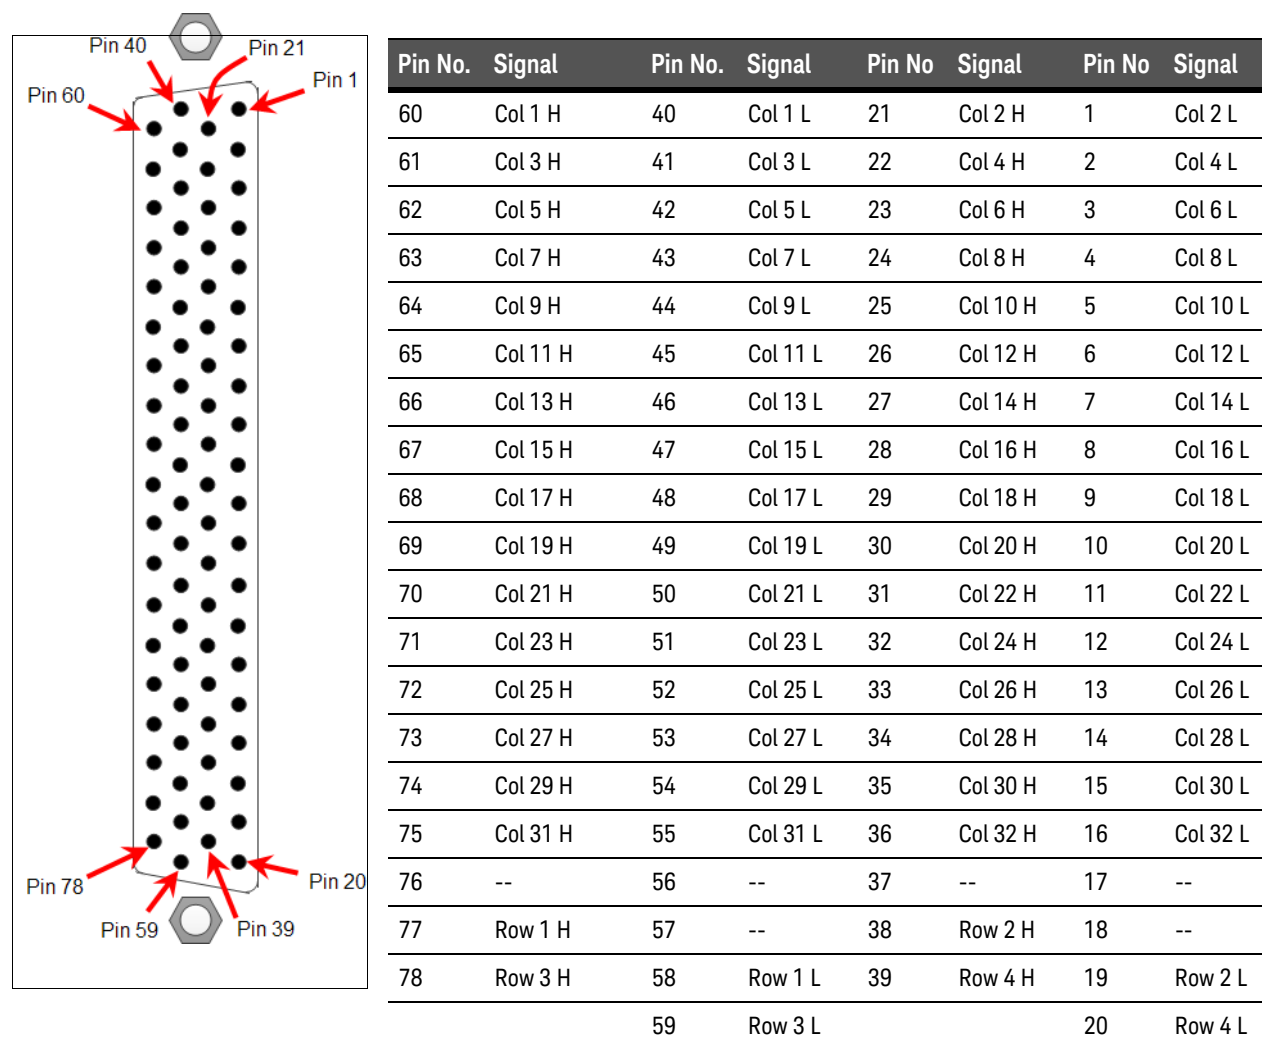 Pin 40
Pin 21
Pin 1
Pin 60
Pin 78
Pin 20
Pin 59
Pin 39
Pin No. Signal Pin No. Signal Pin No Signal Pin No Signal
60 Col 1 H 40 Col 1 L 21 Col 2 H 1 Col 2 L
61 Col 3 H 41 Col 3 L 22 Col 4 H 2 Col 4 L
62 Col 5 H 42 Col 5 L 23 Col 6 H 3 Col 6 L
63 Col 7 H 43 Col 7 L 24 Col 8 H 4 Col 8 L
64 Col 9 H 44 Col 9 L 25 Col 10 H 5 Col 10 L
65 Col 11 H 45 Col 11 L 26 Col 12 H 6 Col 12 L
66 Col 13 H 46 Col 13 L 27 Col 14 H 7 Col 14 L
67 Col 15 H 47 Col 15 L 28 Col 16 H 8 Col 16 L
68 Col 17 H 48 Col 17 L 29 Col 18 H 9 Col 18 L
69 Col 19 H 49 Col 19 L 30 Col 20 H 10 Col 20 L
70 Col 21 H 50 Col 21 L 31 Col 22 H 11 Col 22 L
71 Col 23 H 51 Col 23 L 32 Col 24 H 12 Col 24 L
72 Col 25 H 52 Col 25 L 33 Col 26 H 13 Col 26 L
73 Col 27 H 53 Col 27 L 34 Col 28 H 14 Col 28 L
74 Col 29 H 54 Col 29 L 35 Col 30 H 15 Col 30 L
75 Col 31 H 55 Col 31 L 36 Col 32 H 16 Col 32 L
76 -- 56 -- 37 -- 17 --
77 Row 1 H 57 -- 38 Row 2 H 18 --
78 Row 3 H 58 Row 1 L 39 Row 4 H 19 Row 2 L
59 Row 3 L 20 Row 4 L